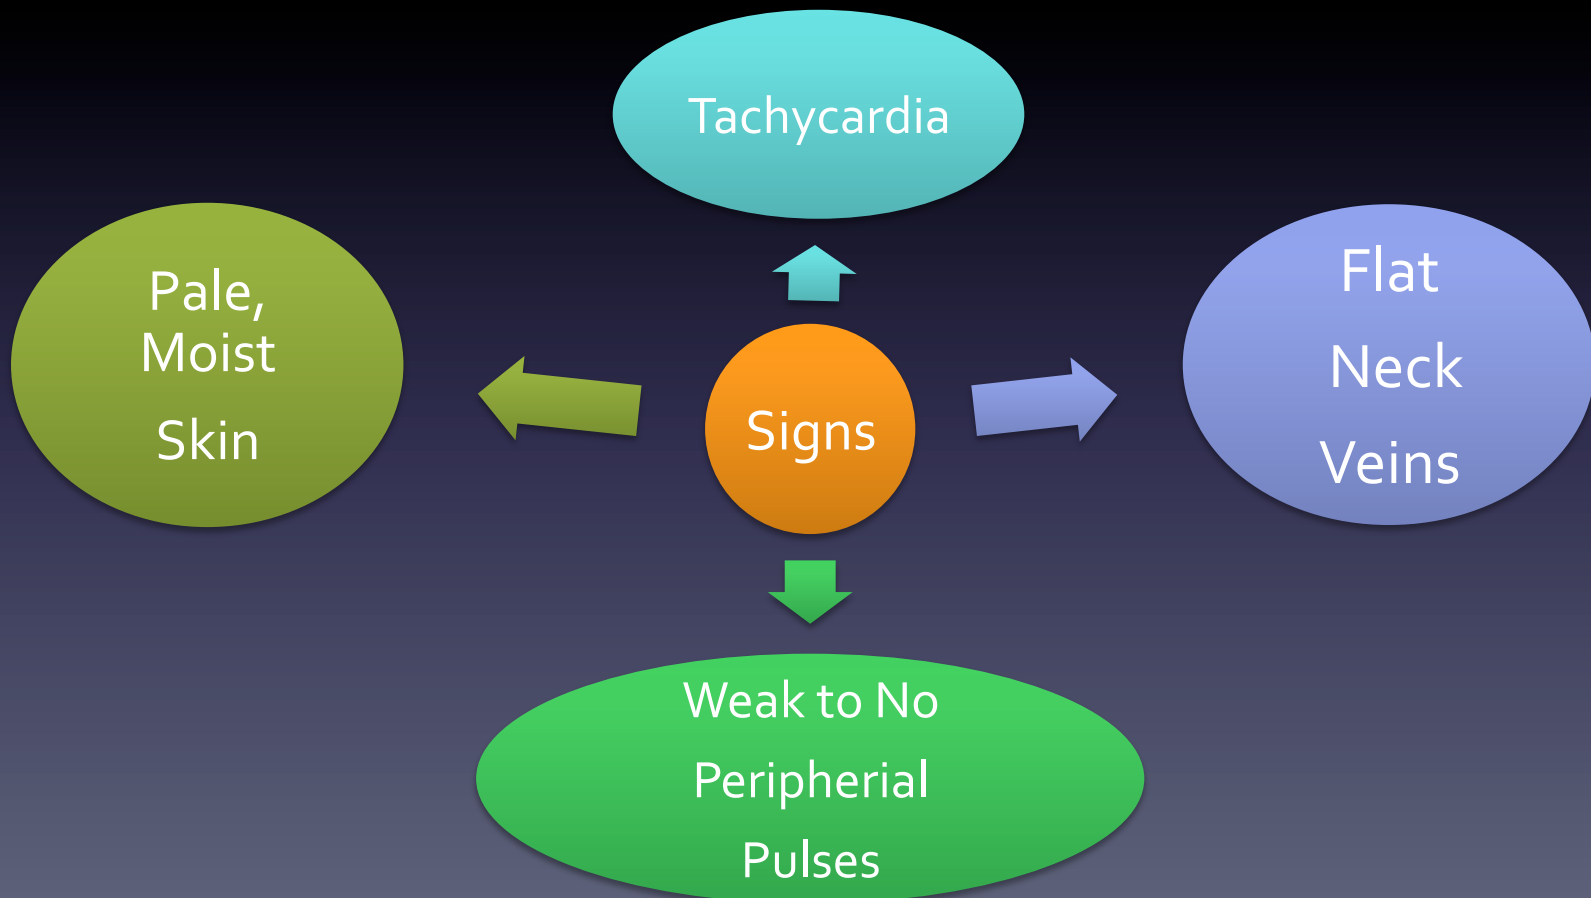 Tachycardia
Pale,
Moist
Skin
Signs
Flat
Neck
Veins
Weak to No
Peripherial
Pulses